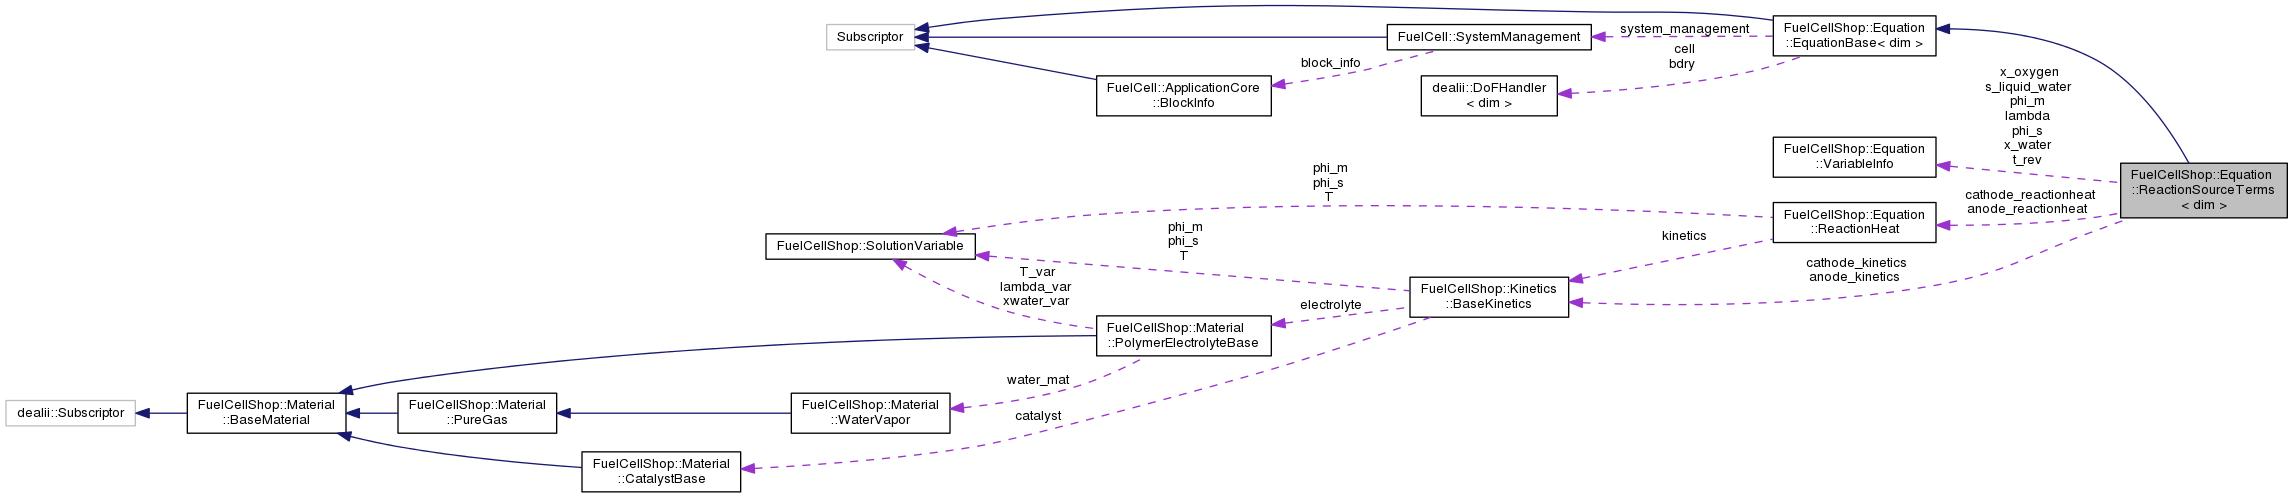 Subscriptor
FuelCell::SystemManagement
system_management
FuelCellShop::Equation
::EquationBase< dim >
cell
bdry
block_info
FuelCell::ApplicationCore
::BlockInfo
dealii::DoFHandler
< dim >
x_oxygen
s_liquid_water
phi_m
lambda
phi_s
x_water
t_rev
FuelCellShop::Equation
::VariableInfo
FuelCellShop::Equation
::ReactionSourceTerms
< dim >
phi_m
phi_s
T
cathode_reactionheat
anode_reactionheat
FuelCellShop::Equation
::ReactionHeat
FuelCellShop::SolutionVariable
phi_m
phi_s
T
kinetics
cathode_kinetics
anode_kinetics
T_var
lambda_var
xwater_var
FuelCellShop::Kinetics
::BaseKinetics
electrolyte
FuelCellShop::Material
::PolymerElectrolyteBase
water_mat
dealii::Subscriptor
FuelCellShop::Material
::BaseMaterial
FuelCellShop::Material
::PureGas
FuelCellShop::Material
::WaterVapor
catalyst
FuelCellShop::Material
::CatalystBase